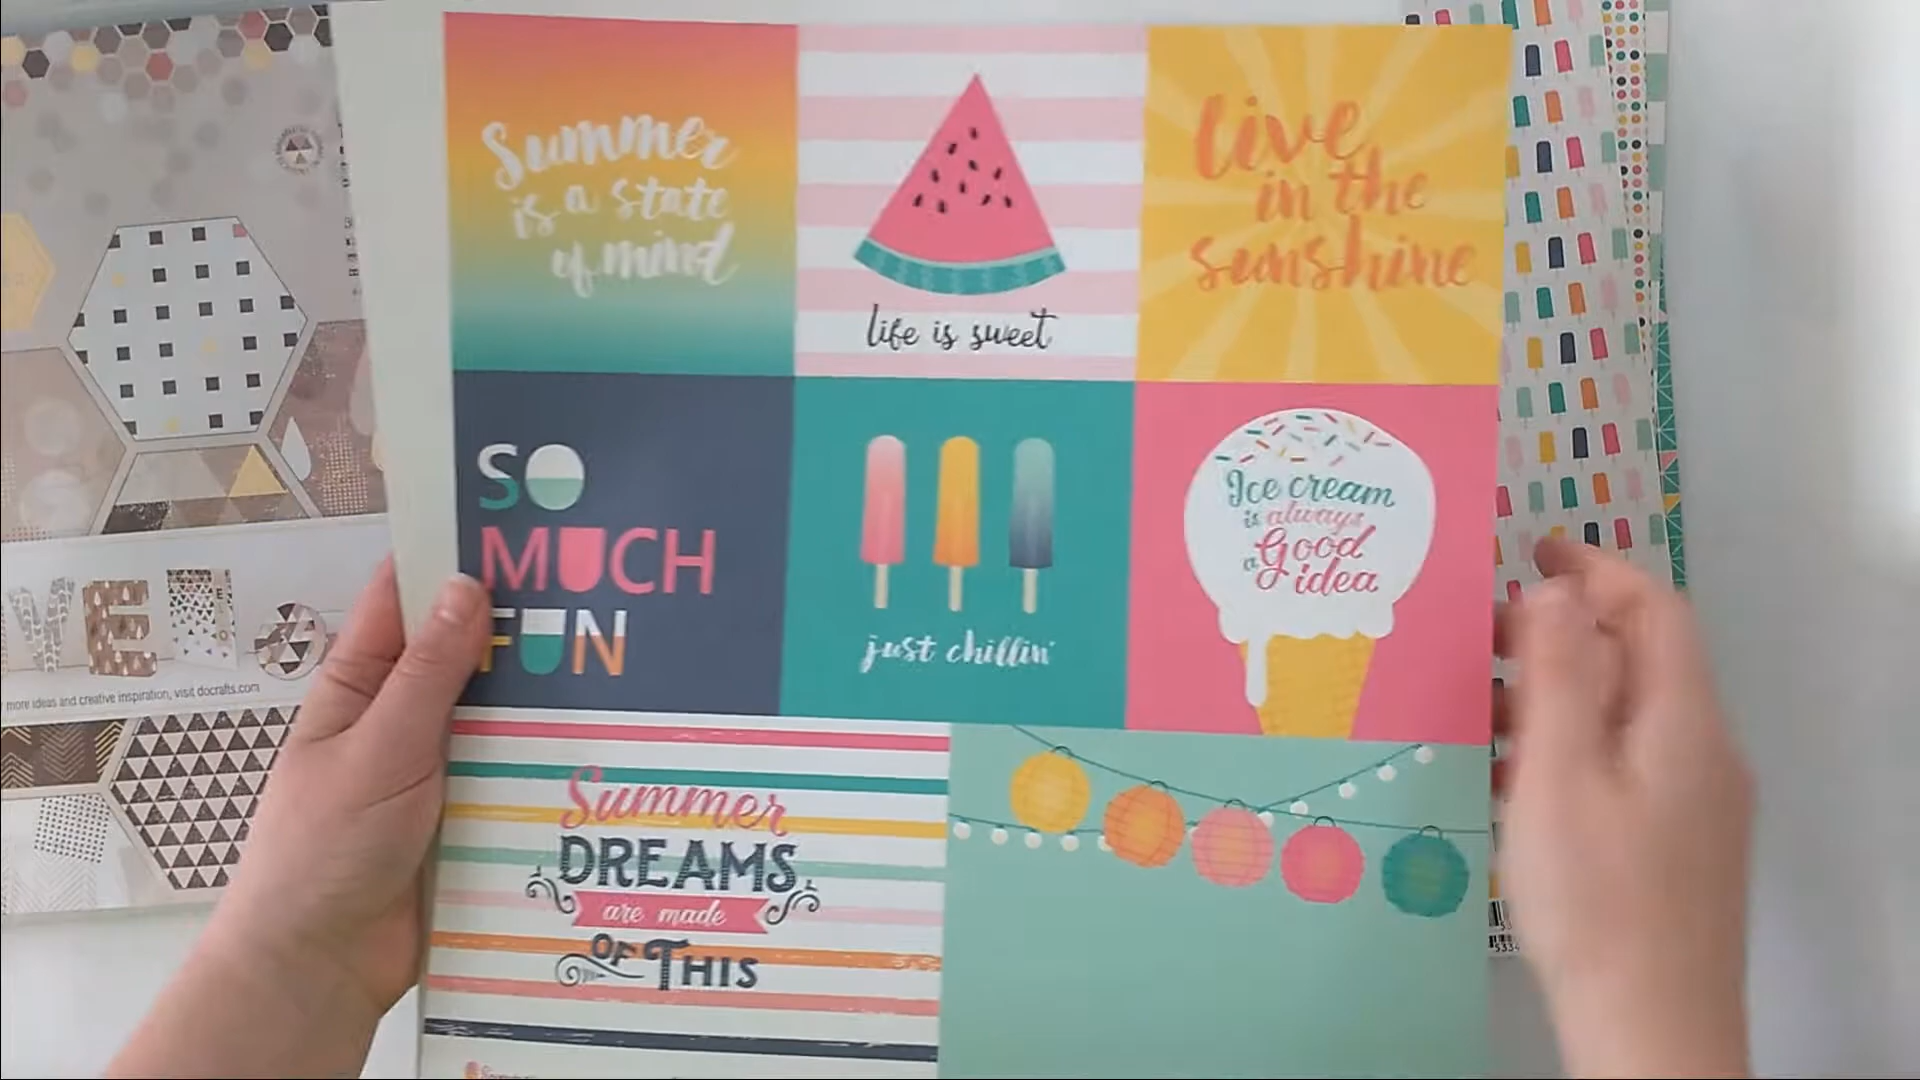 Summer
is a state
of mind
life is sweet
live
in the
sunshine
SO
MUCH
FUN
just chillin'
Ice cream
is always
a Good
idea
Summer
DREAMS
are made
OF THIS
more ideas and creative inspiration, visit docrafts.com